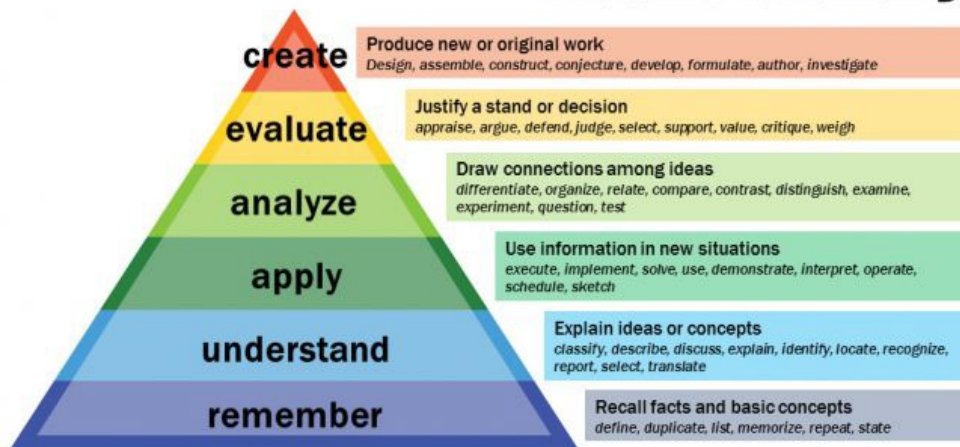 create
Produce new or original work
Design, assemble, construct, conjecture, develop, formulate, author, investigate
evaluate
Justify a stand or decision
appraise, argue, defend, judge, select, support, value, critique, weigh
analyze
Draw connections among ideas
differentiate, organize, relate, compare, contrast, distinguish, examine,
experiment, question, test
apply
Use information in new situations
execute, implement, solve, use, demonstrate, interpret, operate,
schedule, sketch
understand
Explain ideas or concepts
classify, describe, discuss, explain, identify, locate, recognize,
report, select, translate
remember
Recall facts and basic concepts
define, duplicate, list, memorize, repeat, state